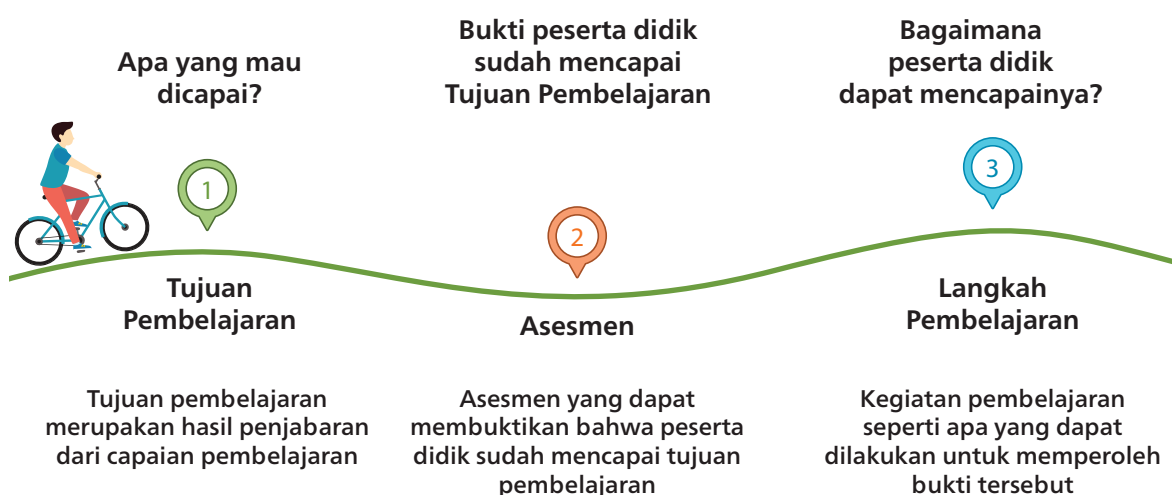 Apa yang mau
dicapai?
Bukti peserta didik
sudah mencapai
Tujuan Pembelajaran
Bagaimana
peserta didik
dapat mencapainya?
1
2
3
Tujuan
Pembelajaran
Asesmen
Langkah
Pembelajaran
Tujuan pembelajaran
merupakan hasil penjabaran
dari capaian pembelajaran
Asesmen yang dapat
membuktikan bahwa peserta
didik sudah mencapai tujuan
pembelajaran
Kegiatan pembelajaran
seperti apa yang dapat
dilakukan untuk memperoleh
bukti tersebut